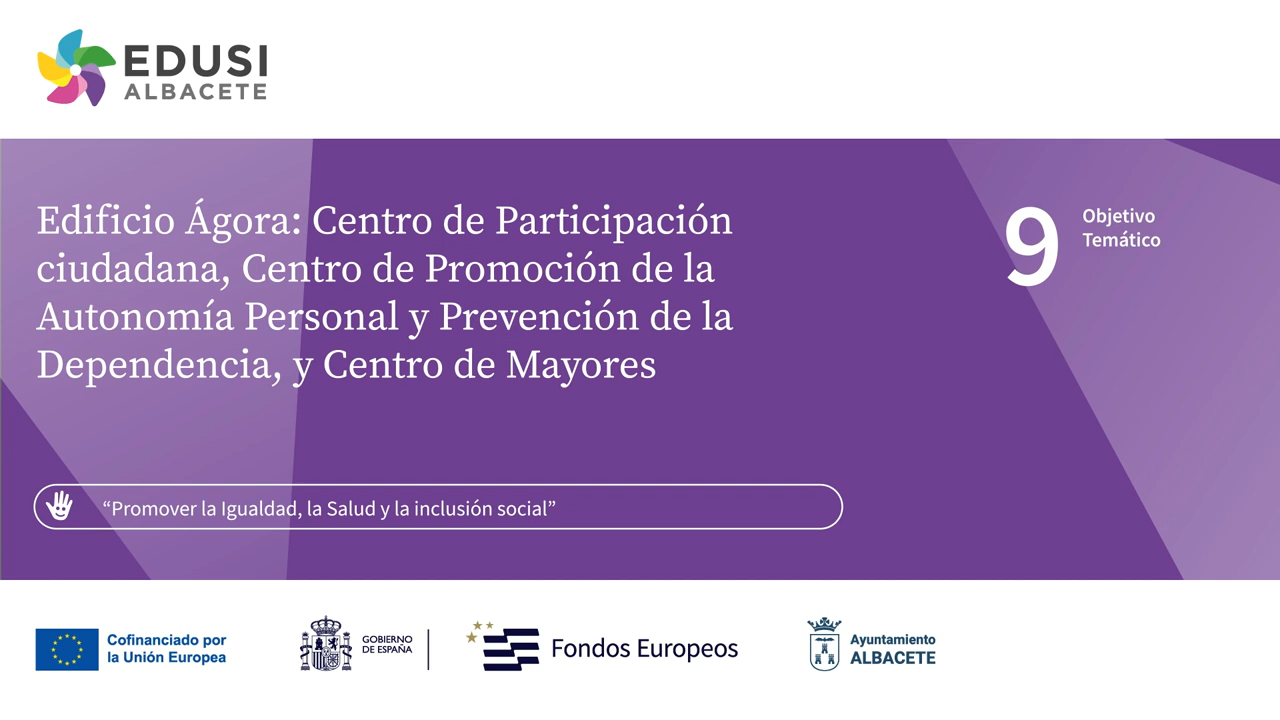 EDUSI
ALBACETE
Edificio Ágora: Centro de Participación
ciudadana, Centro de Promoción de la
Autonomía Personal y Prevención de la
Dependencia, y Centro de Mayores
9
Objetivo
Temático
“Promover la Igualdad, la Salud y la inclusión social”
Cofinanciado por
la Unión Europea
GOBIERNO
DE ESPAÑA
Fondos Europeos
Ayuntamiento
ALBACETE